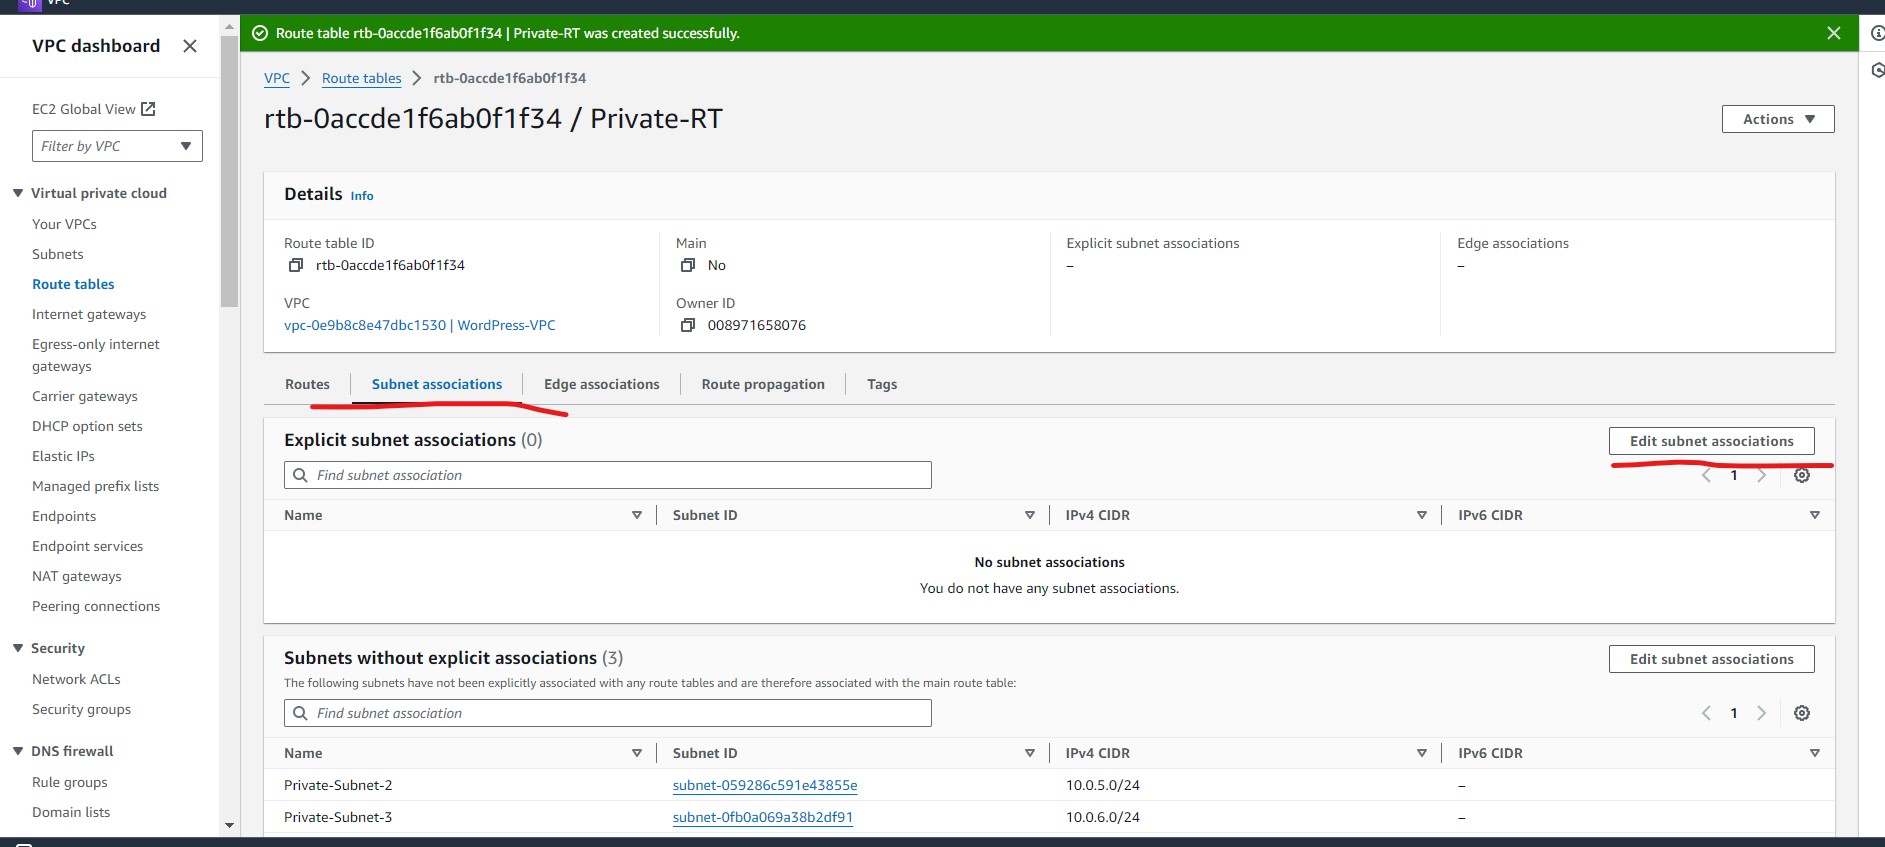 VPC
VPC dashboard
EC2 Global View
Filter by VPC
Virtual private cloud
Your VPCs
Subnets
Route tables
Internet gateways
Egress-only internet
gateways
Carrier gateways
DHCP option sets
Elastic IPs
Managed prefix lists
Endpoints
Endpoint services
NAT gateways
Peering connections
Security
Network ACLs
Security groups
DNS firewall
Rule groups
Domain lists
Route table rtb-0accde1f6ab0f1f34 | Private-RT was created successfully.
VPC > Route tables > rtb-0accde1f6ab0f1f34
rtb-0accde1f6ab0f1f34 / Private-RT
Actions
Details Info
Route table ID
rtb-0accde1f6ab0f1f34
Main
No
Explicit subnet associations
–
Edge associations
–
VPC
vpc-0e9b8c8e47dbc1530 | WordPress-VPC
Owner ID
008971658076
Routes Subnet associations Edge associations Route propagation Tags
Explicit subnet associations (0)
Edit subnet associations
Find subnet association
1
Name Subnet ID IPv4 CIDR IPv6 CIDR
No subnet associations
You do not have any subnet associations.
Subnets without explicit associations (3)
Edit subnet associations
The following subnets have not been explicitly associated with any route tables and are therefore associated with the main route table:
Find subnet association
1
Name Subnet ID IPv4 CIDR IPv6 CIDR
Private-Subnet-2 subnet-059286c591e43855e 10.0.5.0/24 –
Private-Subnet-3 subnet-0fb0a069a38b2df91 10.0.6.0/24 –